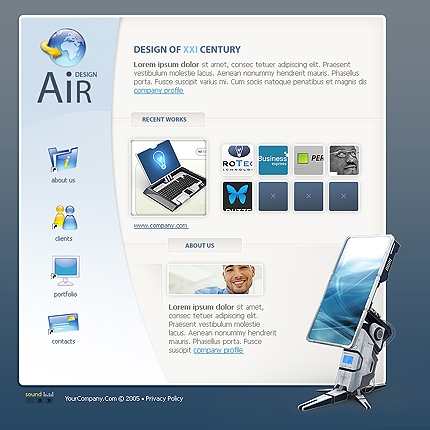 DESIGN
AiR
DESIGN OF XXI CENTURY
Lorem ipsum dolor sit amet, consec tetuer adipiscing elit. Praesent
vestibulum molestie lacus. Aenean nonummy hendrerit mauris. Phasellus
porta. Fusce suscipit varius mi. Cum sociis natoque penatibus et magnis dis
company profile
RECENT WORKS
ROTEC
CHNOLOG
Business
express
PER
www.company.com
about us
clients
portfolio
contacts
ABOUT US
Lorem ipsum dolor sit
amet, consec tetuer
adipiscing elit. Praesent
vestibulum molestie lacus.
Aenean nonummy hendrerit
mauris. Phasellus porta. Fusce
suscipit company profile
sound
YourCompany.Com © 2005 • Privacy Policy